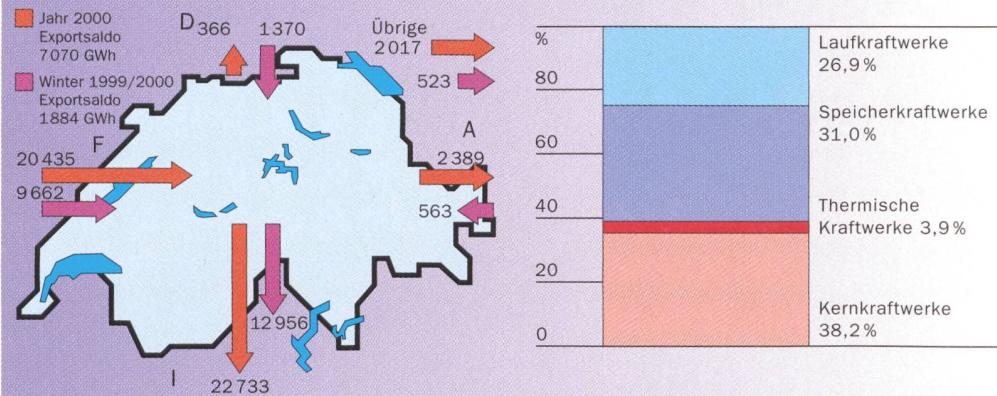 Jahr 2000
Exportsaldo
7070 GWh
Winter 1999/2000
Exportsaldo
1884 GWh
D
366
1370
Übrige
2017
523
F
20435
9662
A
2389
563
12956
I
22733
%
80
60
40
20
0
Laufkraftwerke
26,9%
Speicherkraftwerke
31,0%
Thermische
Kraftwerke 3,9%
Kernkraftwerke
38,2%